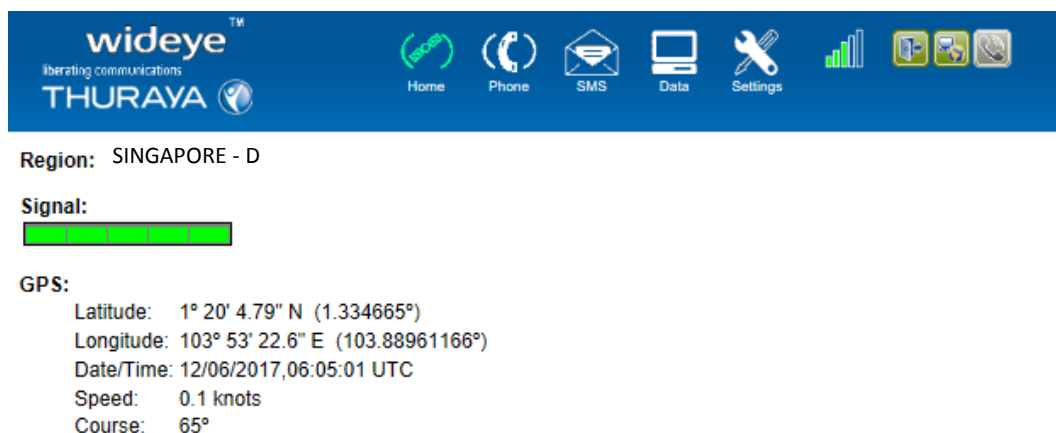 wideye™
liberating communications
THURAYA
Home Phone SMS Data Settings
Region: SINGAPORE - D
Signal:
GPS:
Latitude: 1º 20' 4.79" N (1.334665º)
Longitude: 103º 53' 22.6" E (103.88961166º)
Date/Time: 12/06/2017,06:05:01 UTC
Speed: 0.1 knots
Course: 65º